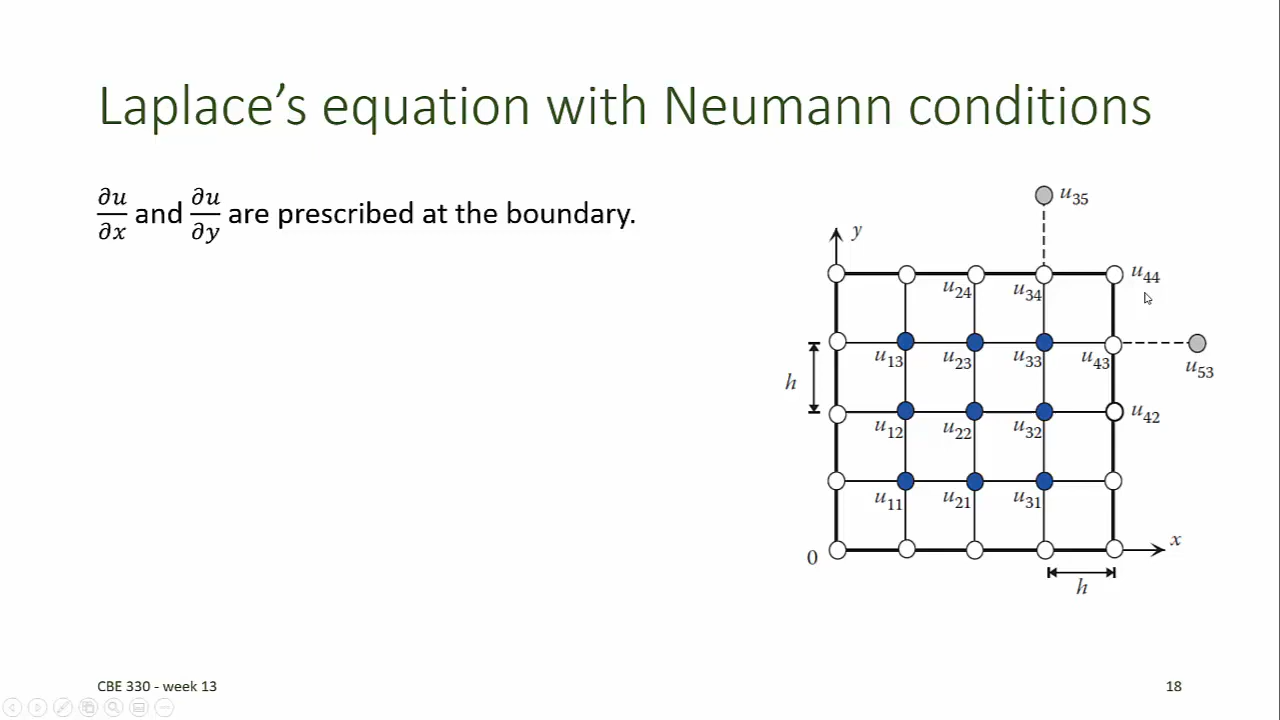 Laplace’s equation with Neumann conditions
∂u/∂x and ∂u/∂y are prescribed at the boundary.
u₃₅
y
u₂₄ u₃₄ u₄₄
u₁₃ u₂₃ u₃₃ u₄₃ u₅₃
h
u₁₂ u₂₂ u₃₂ u₄₂
u₁₁ u₂₁ u₃₁
0 x
h
CBE 330 - week 13
18